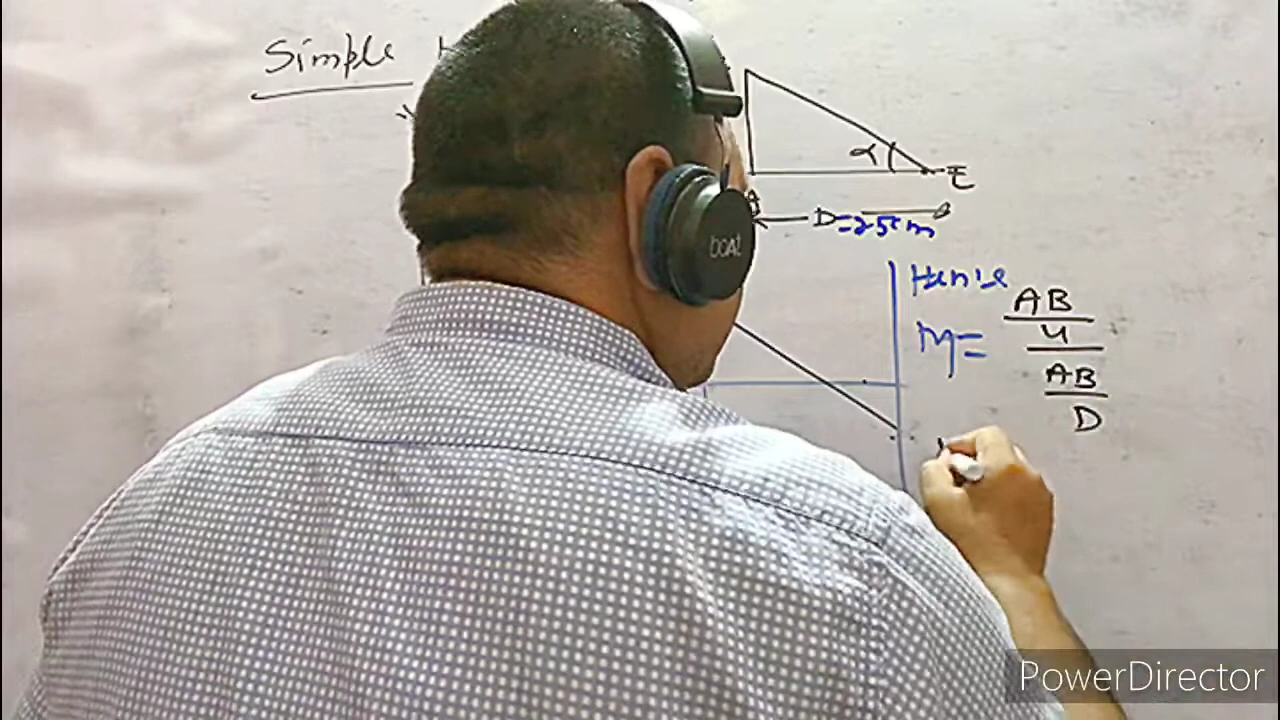 Simple
α
E
D=25cm
Hence
M=
AB
u
AB
D
boAt
PowerDirector